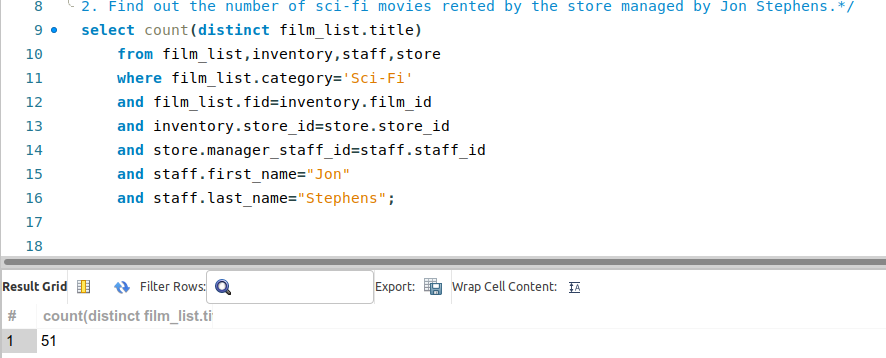 8 2. Find out the number of sci-fi movies rented by the store managed by Jon Stephens.*/
9 select count(distinct film_list.title)
10 from film_list,inventory,staff,store
11 where film_list.category='Sci-Fi'
12 and film_list.fid=inventory.film_id
13 and inventory.store_id=store.store_id
14 and store.manager_staff_id=staff.staff_id
15 and staff.first_name="Jon"
16 and staff.last_name="Stephens";
17
18
Result Grid Filter Rows: Export: Wrap Cell Content: IA
# count(distinct film_list.ti
1 51